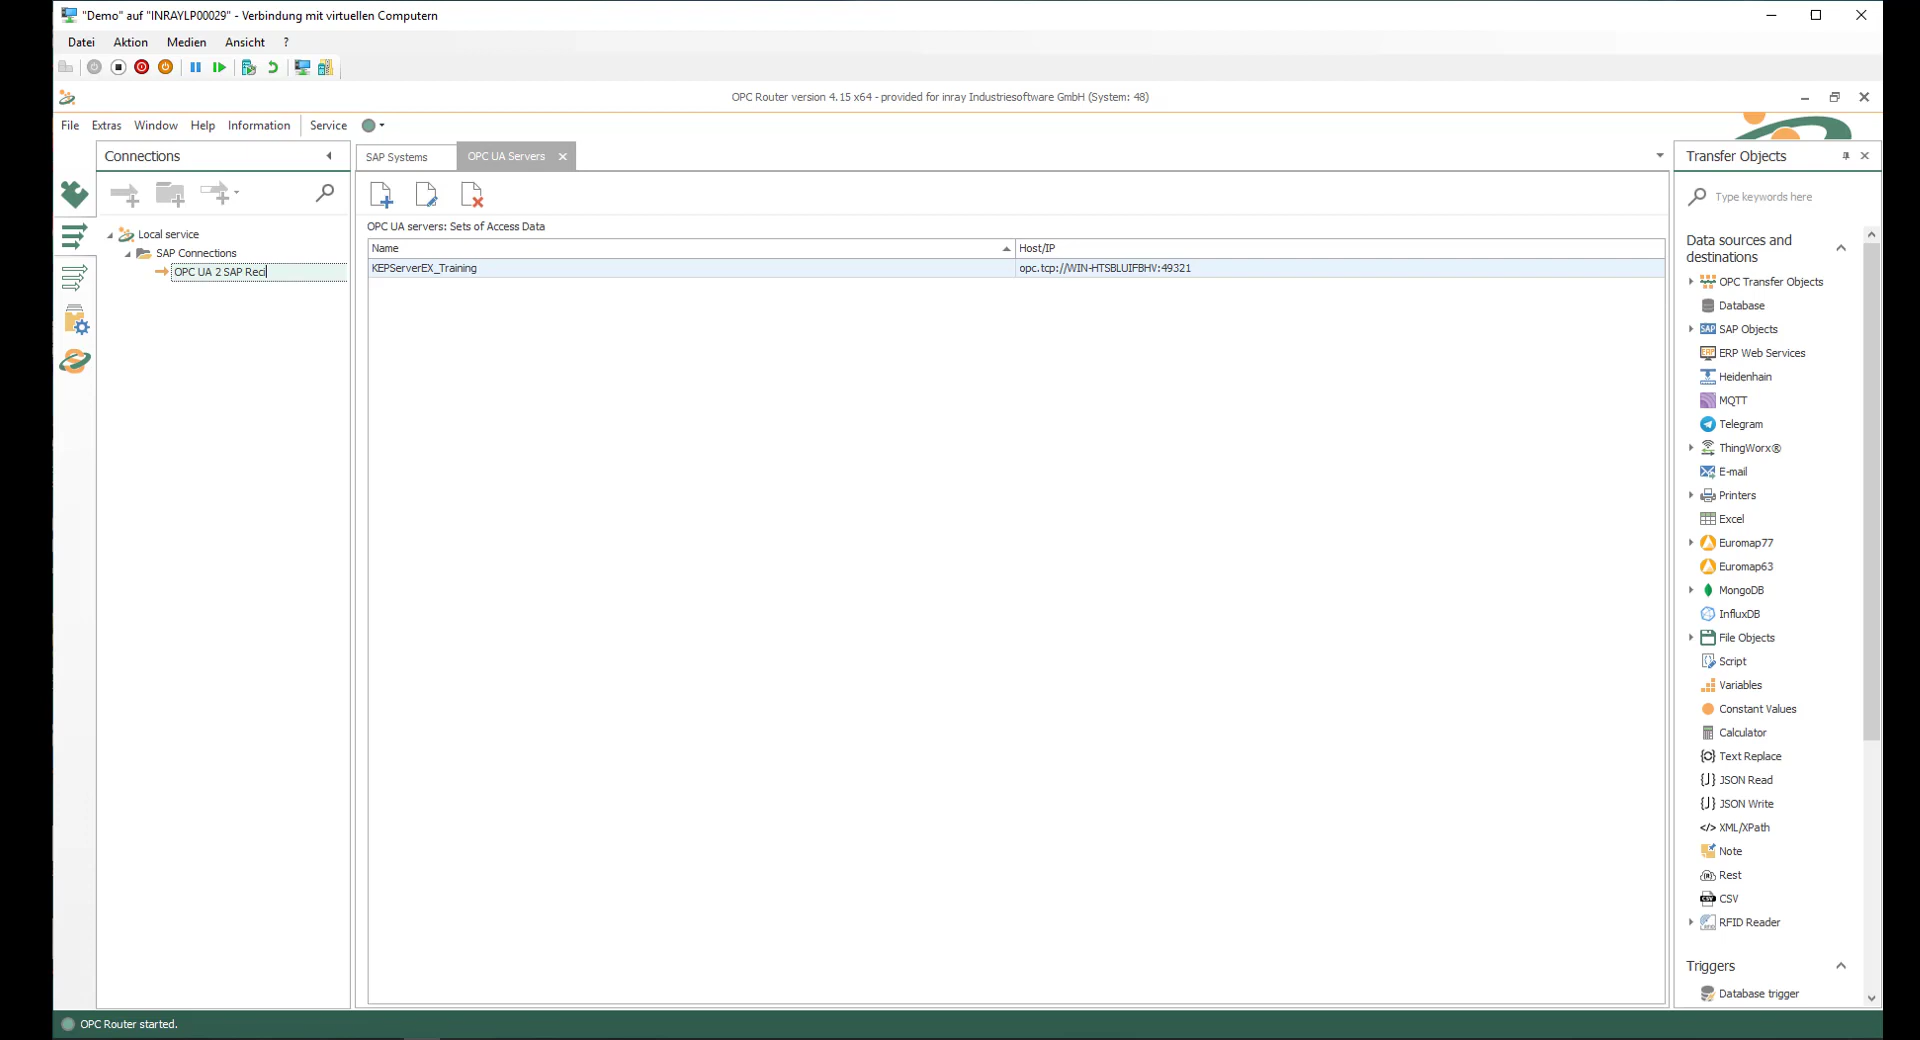 "Demo" auf "INRAYLP00029" - Verbindung mit virtuellen Computern
Datei Aktion Medien Ansicht ?
OPC Router version 4.15 x64 - provided for inray Industriesoftware GmbH (System: 48)
File Extras Window Help Information Service
Connections
SAP Systems
OPC UA Servers
Transfer Objects
Type keywords here
Local service
SAP Connections
OPC UA 2 SAP Reci
OPC UA servers: Sets of Access Data
Name Host/IP
KEPServerEX_Training opc.tcp://WIN-HTSBLUIFBHV:49321
Data sources and
destinations
OPC Transfer Objects
Database
SAP SAP Objects
ERP ERP Web Services
Heidenhain
MQTT
Telegram
ThingWorx®
E-mail
Printers
Excel
Euromap77
Euromap63
MongoDB
InfluxDB
File Objects
Script
Variables
Constant Values
Calculator
Text Replace
{J} JSON Read
{J} JSON Write
</> XML/XPath
Note
Rest
CSV CSV
RFID Reader
Triggers
Database trigger
OPC Router started.